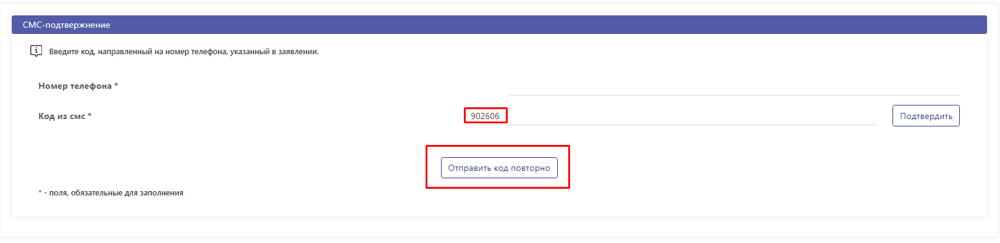 СМС-подтвержнение
Введите код, направленный на номер телефона, указанный в заявлении.
Номер телефона *
Код из смс *
902606
Подтвердить
Отправить код повторно
* - поля, обязательные для заполнения